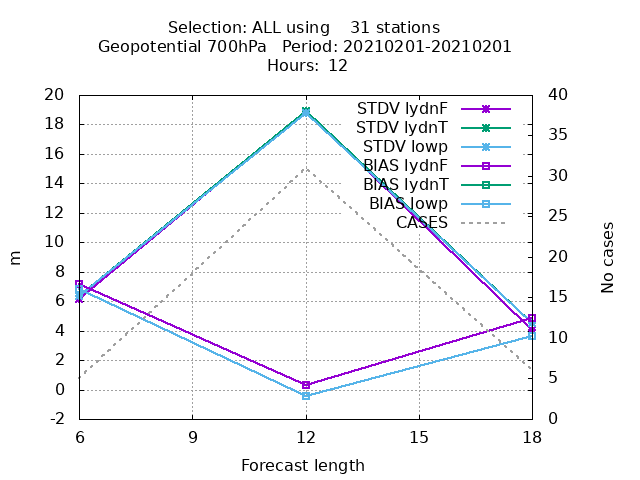 Selection: ALL using    31 stations
Geopotential 700hPa   Period: 20210201-20210201
Hours:  12
20
18
16
14
12
10
8
6
4
2
0
-2
40
35
30
25
20
15
10
5
0
m
No cases
STDV lydnF
STDV lydnT
STDV lowp
BIAS lydnF
BIAS lydnT
BIAS lowp
CASES
6
9
12
15
18
Forecast length